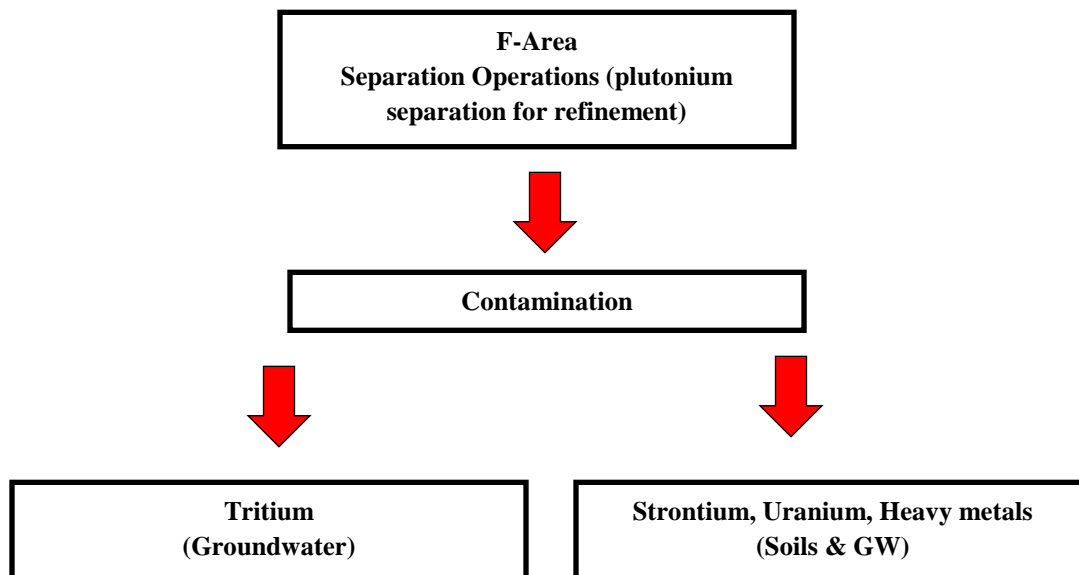 F-Area
Separation Operations (plutonium
separation for refinement)
Contamination
Tritium
(Groundwater)
Strontium, Uranium, Heavy metals
(Soils & GW)